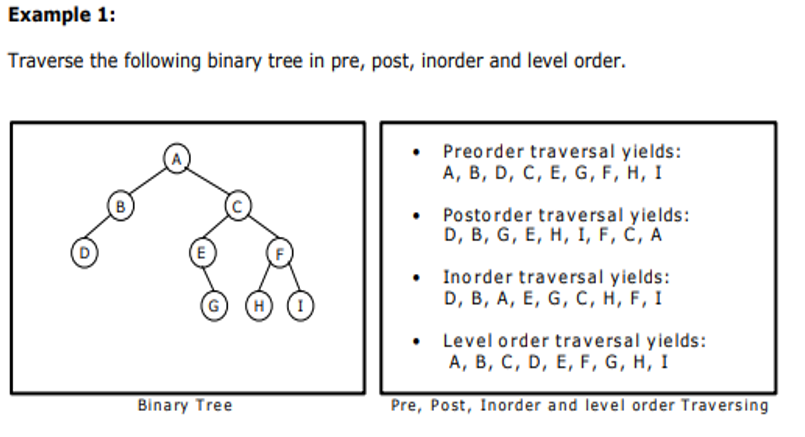 Example 1:
Traverse the following binary tree in pre, post, inorder and level order.
A
B
C
D
E
F
G
H
I
• Preorder traversal yields:
A, B, D, C, E, G, F, H, I
• Postorder traversal yields:
D, B, G, E, H, I, F, C, A
• Inorder traversal yields:
D, B, A, E, G, C, H, F, I
• Level order traversal yields:
A, B, C, D, E, F, G, H, I
Binary Tree
Pre, Post, Inorder and level order Traversing